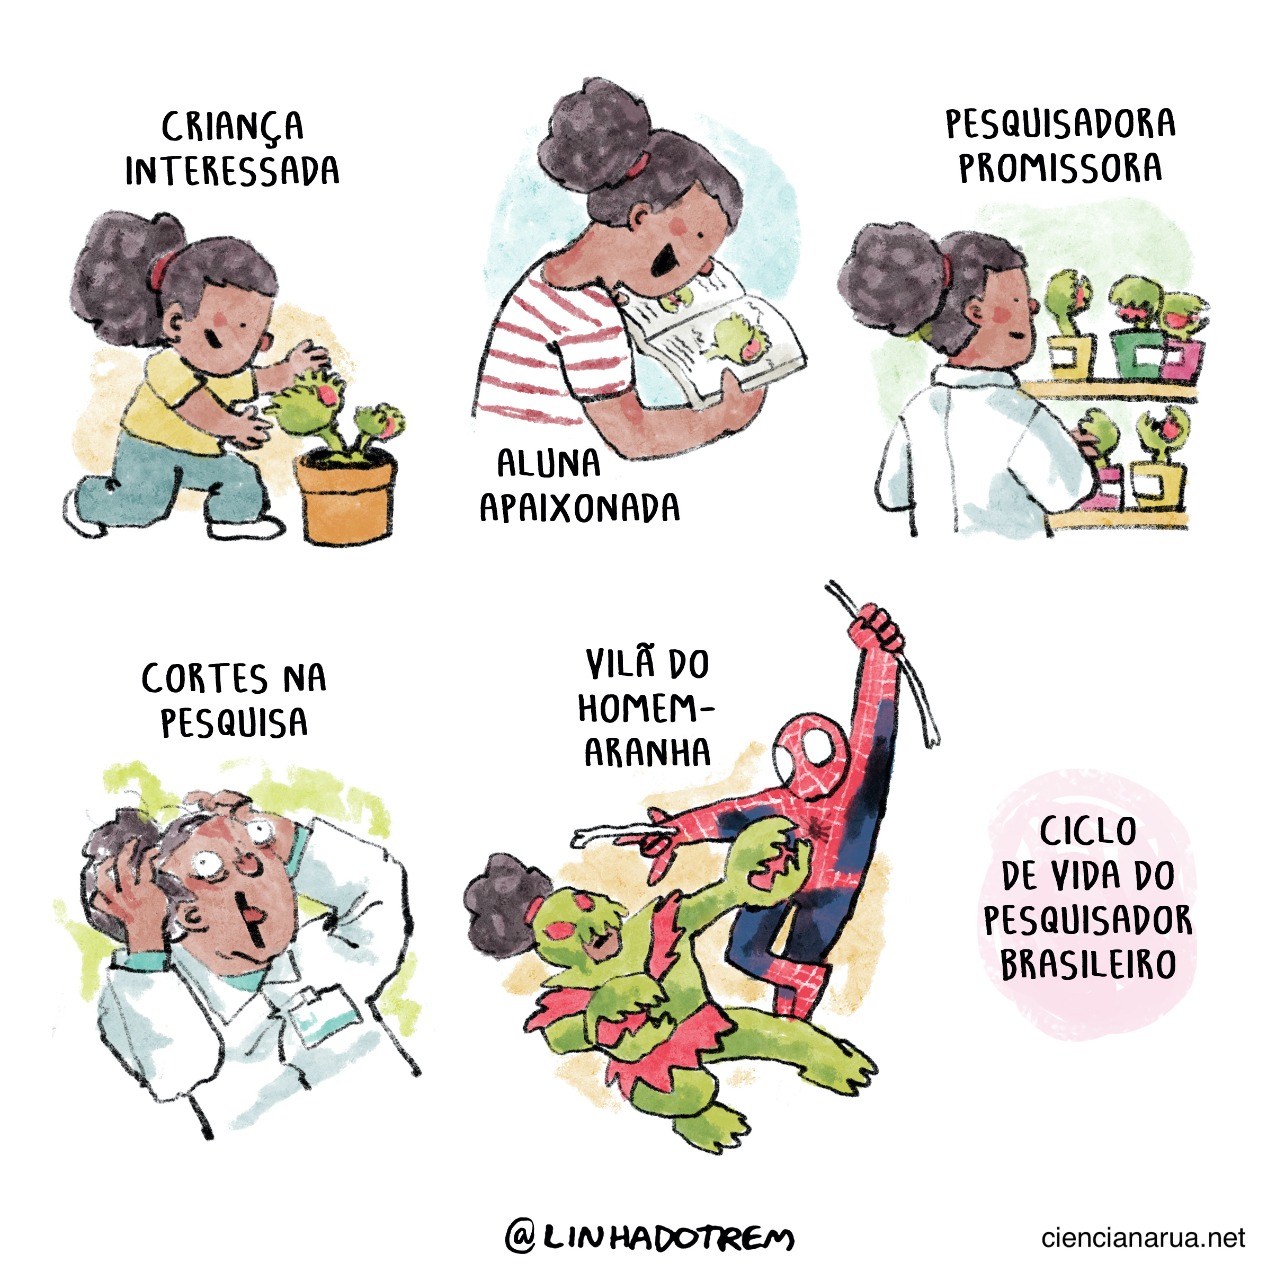 CRIANÇA
INTERESSADA
ALUNA
APAIXONADA
PESQUISADORA
PROMISSORA
CORTES NA
PESQUISA
VILÃ DO
HOMEM-
ARANHA
CICLO
DE VIDA DO
PESQUISADOR
BRASILEIRO
@LINHADOTREM
ciencianarua.net